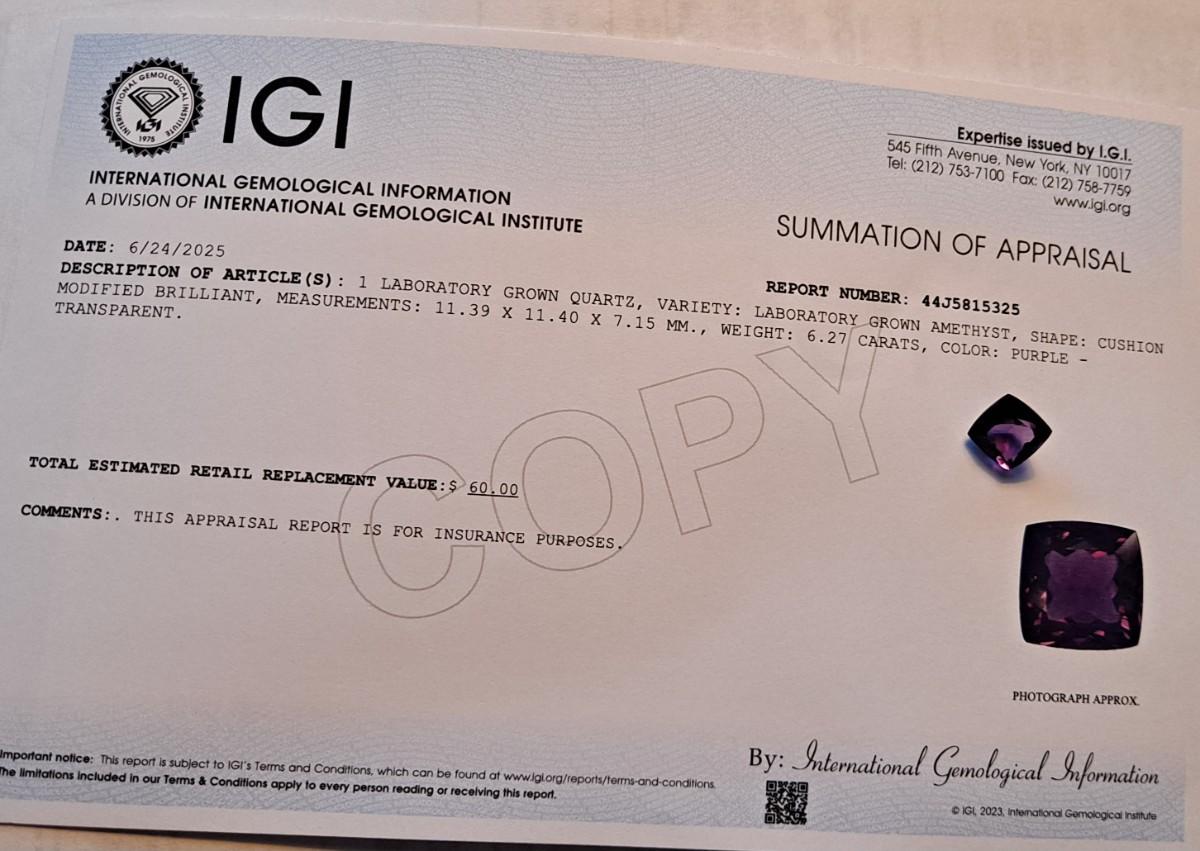 INTERNATIONAL GEMOLOGICAL INSTITUTE
IGI
1975
IGI
INTERNATIONAL GEMOLOGICAL INFORMATION
A DIVISION OF INTERNATIONAL GEMOLOGICAL INSTITUTE
Expertise issued by I.G.I.
545 Fifth Avenue, New York, NY 10017
Tel: (212) 753-7100 Fax: (212) 758-7759
www.igi.org
SUMMATION OF APPRAISAL
DATE: 6/24/2025
REPORT NUMBER: 44J5815325
DESCRIPTION OF ARTICLE(S): 1 LABORATORY GROWN QUARTZ, VARIETY: LABORATORY GROWN AMETHYST, SHAPE: CUSHION
MODIFIED BRILLIANT, MEASUREMENTS: 11.39 X 11.40 X 7.15 MM., WEIGHT: 6.27 CARATS, COLOR: PURPLE -
TRANSPARENT.
COPY
TOTAL ESTIMATED RETAIL REPLACEMENT VALUE:$ 60.00
COMMENTS:. THIS APPRAISAL REPORT IS FOR INSURANCE PURPOSES.
PHOTOGRAPH APPROX.
Important notice: This report is subject to IGI's Terms and Conditions, which can be found at www.igi.org/reports/terms-and-conditions.
The limitations included in our Terms & Conditions apply to every person reading or receiving this report.
By: International Gemological Information
© IGI, 2023, International Gemological Institute